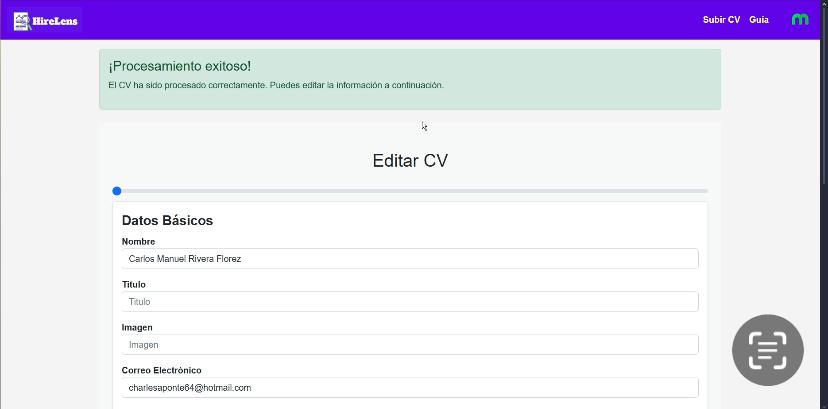 HireLens
Subir CV Guía
¡Procesamiento exitoso!
El CV ha sido procesado correctamente. Puedes editar la información a continuación.
Editar CV
Datos Básicos
Nombre
Carlos Manuel Rivera Florez
Título
Titulo
Imagen
Imagen
Correo Electrónico
charlesaponte64@hotmail.com